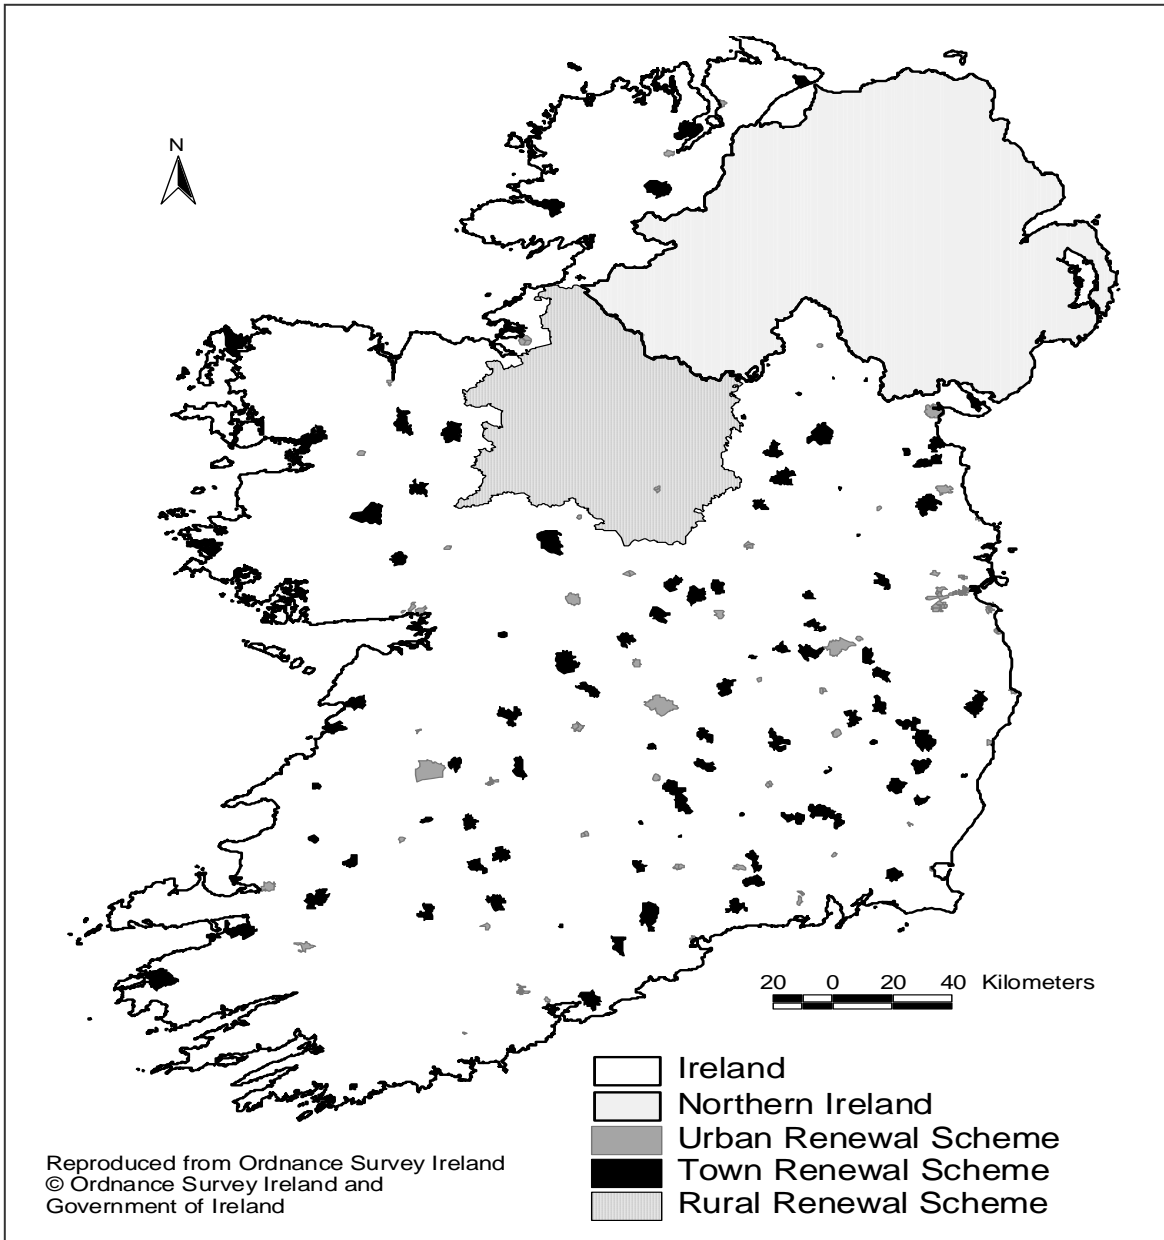 N
20 0 20 40 Kilometers
Ireland
Northern Ireland
Urban Renewal Scheme
Town Renewal Scheme
Rural Renewal Scheme
Reproduced from Ordnance Survey Ireland
© Ordnance Survey Ireland and
Government of Ireland